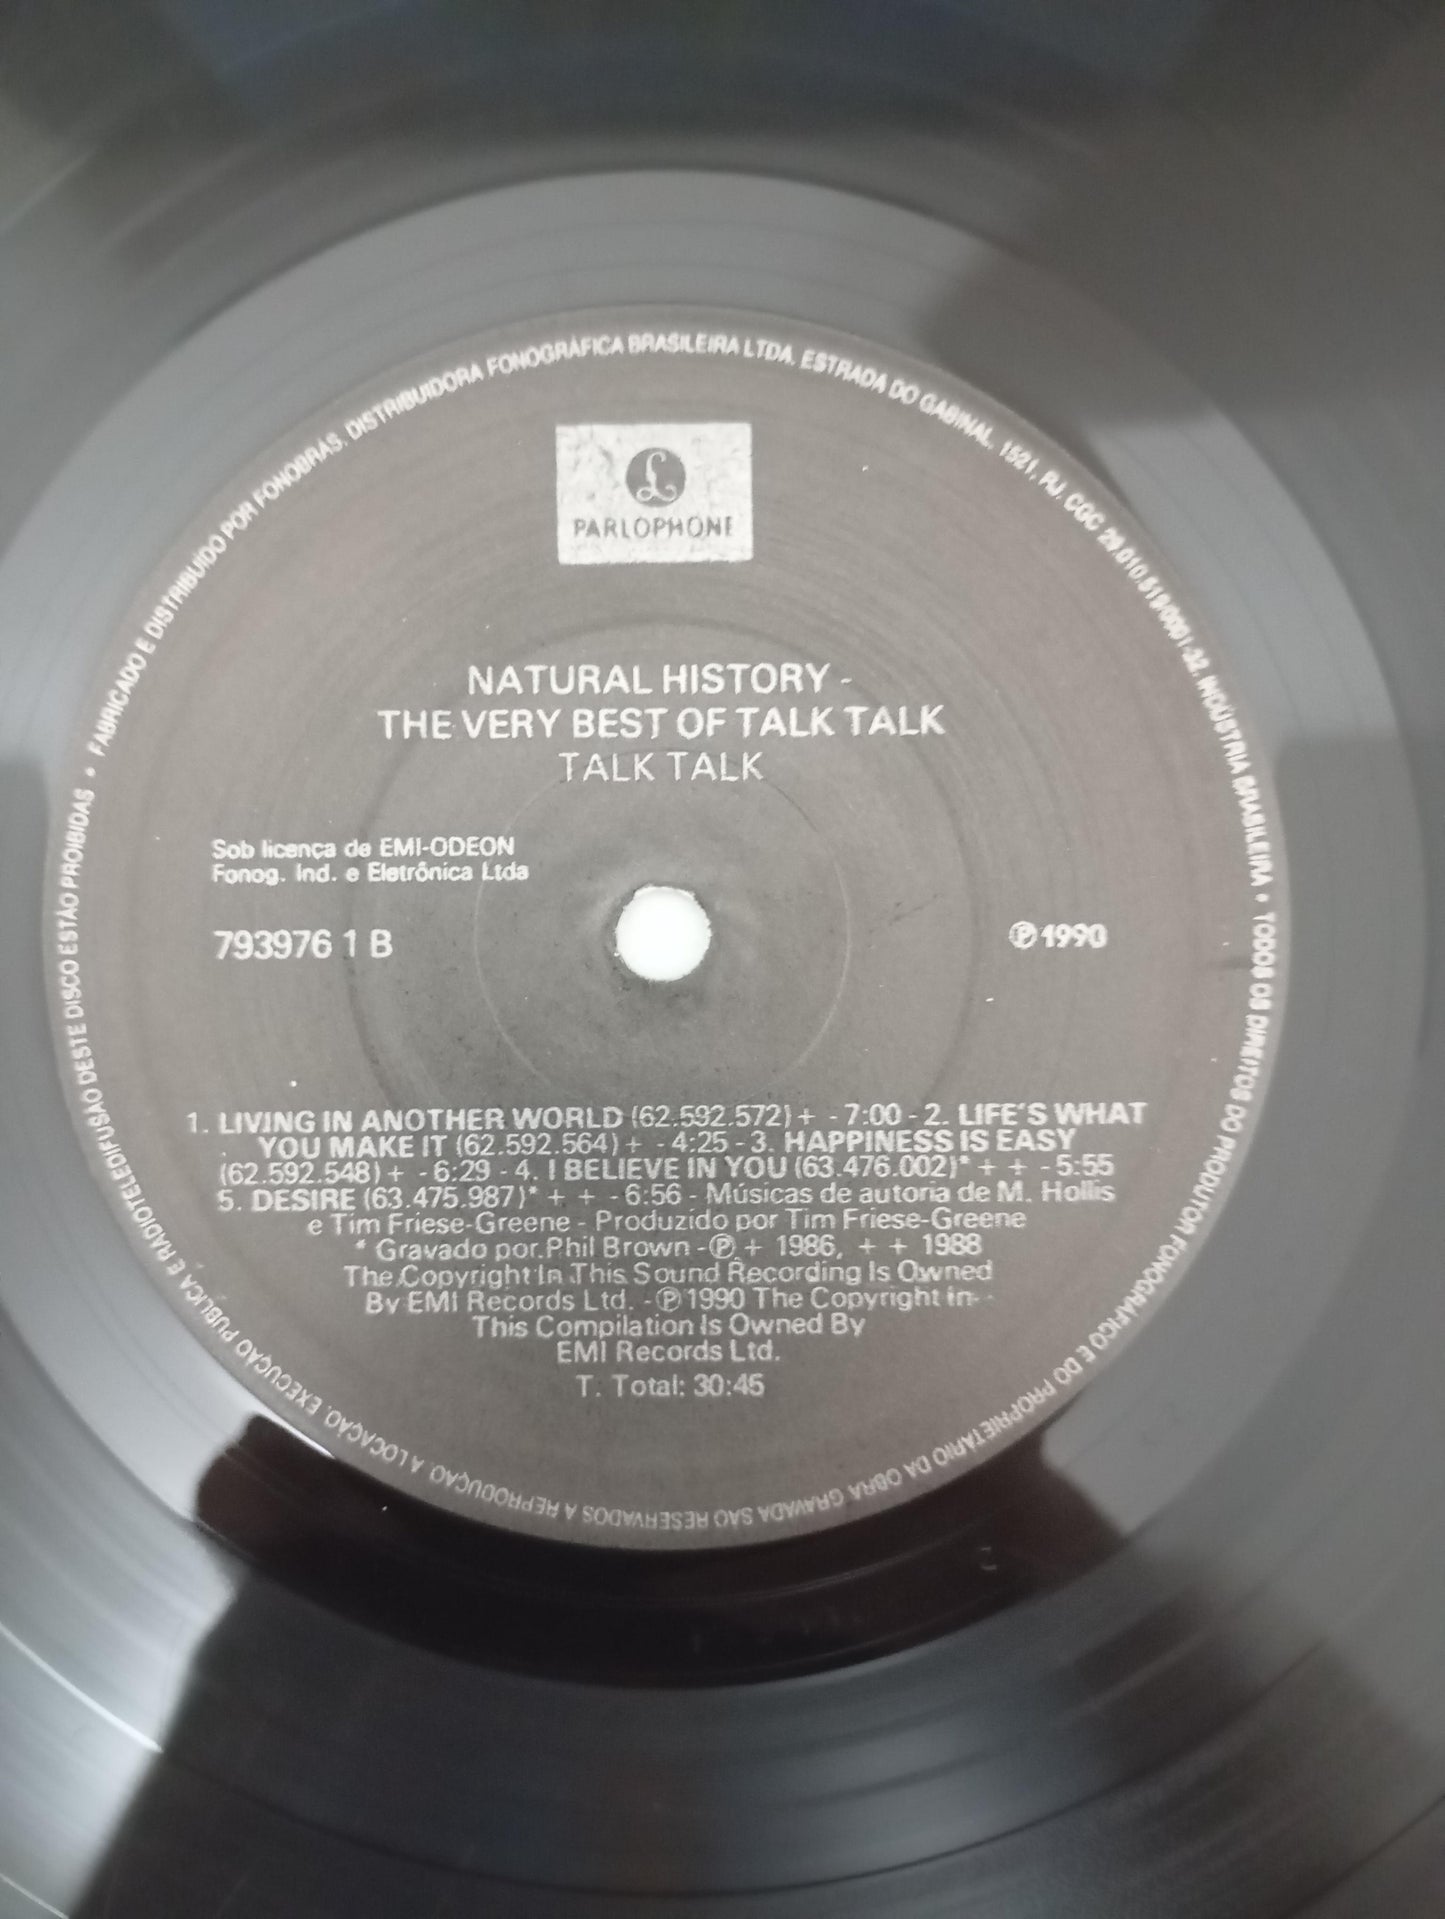 PARLOPHONE
NATURAL HISTORY -
THE VERY BEST OF TALK TALK
TALK TALK
Sob licença de EMI-ODEON
Fonog. Ind. e Eletrônica Ltda
793976 1 B
℗ 1990
1. LIVING IN ANOTHER WORLD (62.592.572)+ - 7:00 - 2. LIFE'S WHAT
YOU MAKE IT (62.592.564)+ - 4:25 - 3. HAPPINESS IS EASY
(62.592.548)+ - 6:29 - 4. I BELIEVE IN YOU (63.476.002)*++ - 5:55
5. DESIRE (63.475.987)*++ - 6:56 - Músicas de autoria de M. Hollis
e Tim Friese-Greene - Produzido por Tim Friese-Greene
* Gravado por Phil Brown - ℗ + 1986, ++ 1988
The Copyright In This Sound Recording Is Owned
By EMI Records Ltd. - ℗ 1990 The Copyright in
This Compilation Is Owned By
EMI Records Ltd.
T. Total: 30:45
• FABRICADO E DISTRIBUÍDO POR FONOBRÁS. DISTRIBUIDORA FONOGRÁFICA BRASILEIRA LTDA. ESTRADA DO GABINAL, 1521, RJ. CGC 29.010.519/0001-32. INDÚSTRIA BRASILEIRA • TODOS OS DIREITOS DO PRODUTOR FONOGRÁFICO E DO PROPRIETÁRIO DA OBRA GRAVADA SÃO RESERVADOS A REPRODUÇÃO, A LOCAÇÃO, EXECUÇÃO PÚBLICA E RADIOTELEDIFUSÃO DESTE DISCO ESTÃO PROIBIDAS